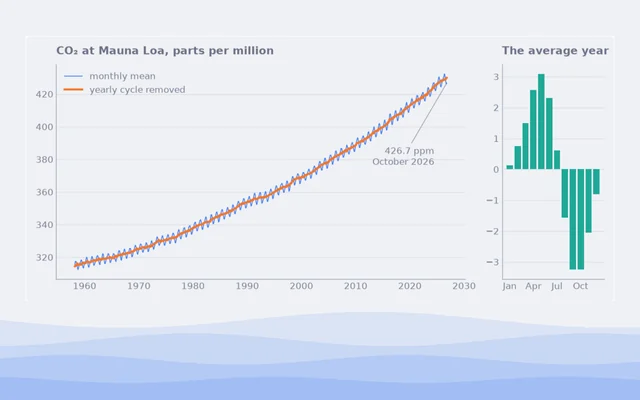 CO₂ at Mauna Loa, parts per million
monthly mean
yearly cycle removed
420
400
380
360
340
320
426.7 ppm
October 2026
1960 1970 1980 1990 2000 2010 2020 2030
The average year
3
2
1
0
−1
−2
−3
Jan Apr Jul Oct